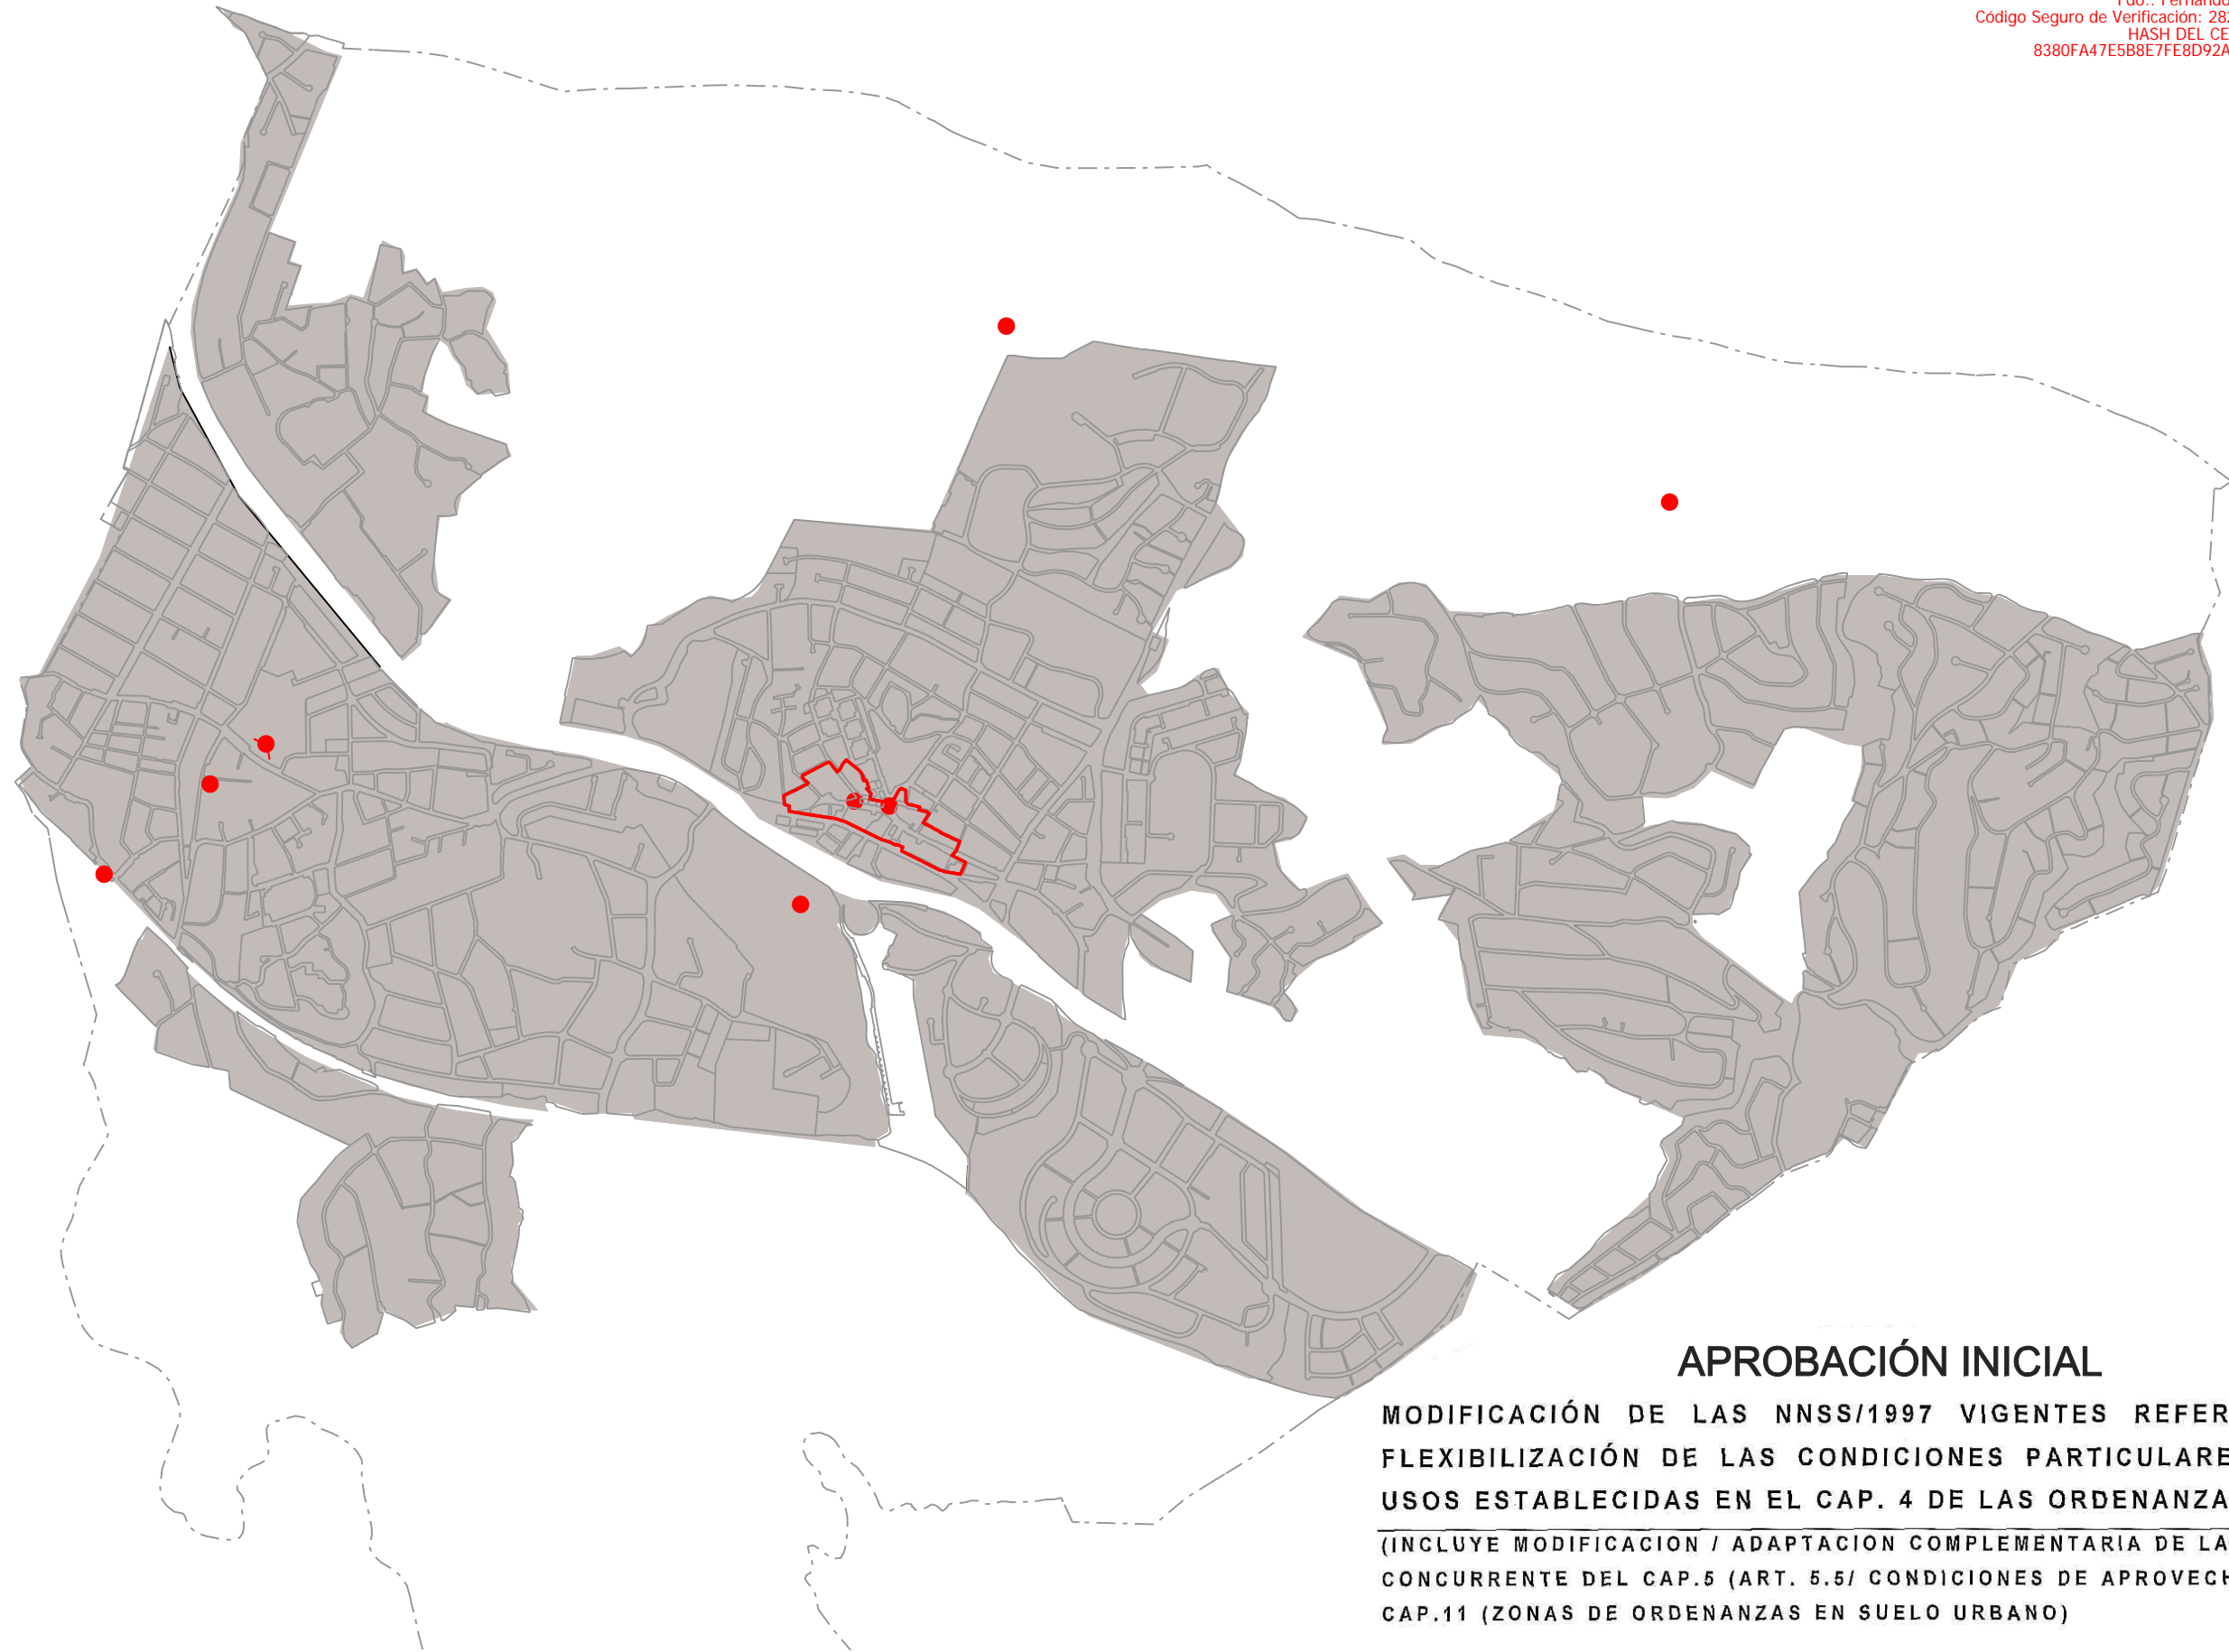 Fdo.: Fernando
Código Seguro de Verificación: 28
HASH DEL CE
8380FA47E5B8E7FE8D92A
APROBACIÓN INICIAL
MODIFICACIÓN DE LAS NNSS/1997 VIGENTES REFER
FLEXIBILIZACIÓN DE LAS CONDICIONES PARTICULARE
USOS ESTABLECIDAS EN EL CAP. 4 DE LAS ORDENANZA
(INCLUYE MODIFICACION / ADAPTACION COMPLEMENTARIA DE LA
CONCURRENTE DEL CAP.5 (ART. 5.5/ CONDICIONES DE APROVECH
CAP.11 (ZONAS DE ORDENANZAS EN SUELO URBANO)